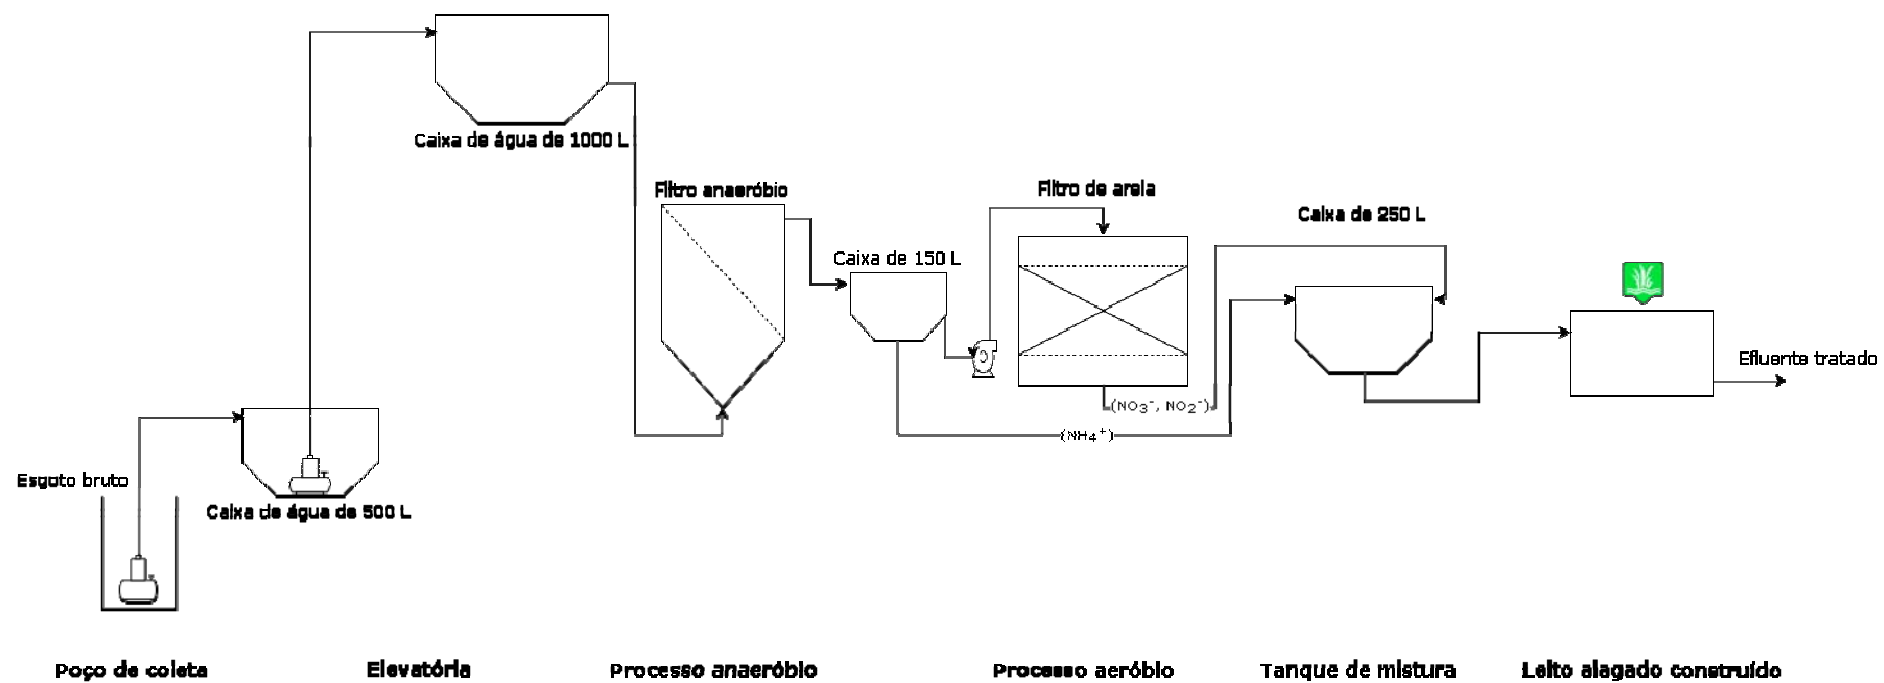 Caixa de água de 1000 L
Filtro anaeróbio
Filtro de areia
Caixa de 250 L
Caixa de 150 L
Efluente tratado
(NO3-, NO2-)
(NH4+)
Esgoto bruto
Caixa de água de 500 L
Poço de coleta
Elevatória
Processo anaeróbio
Processo aeróbio
Tanque de mistura
Leito alagado construído